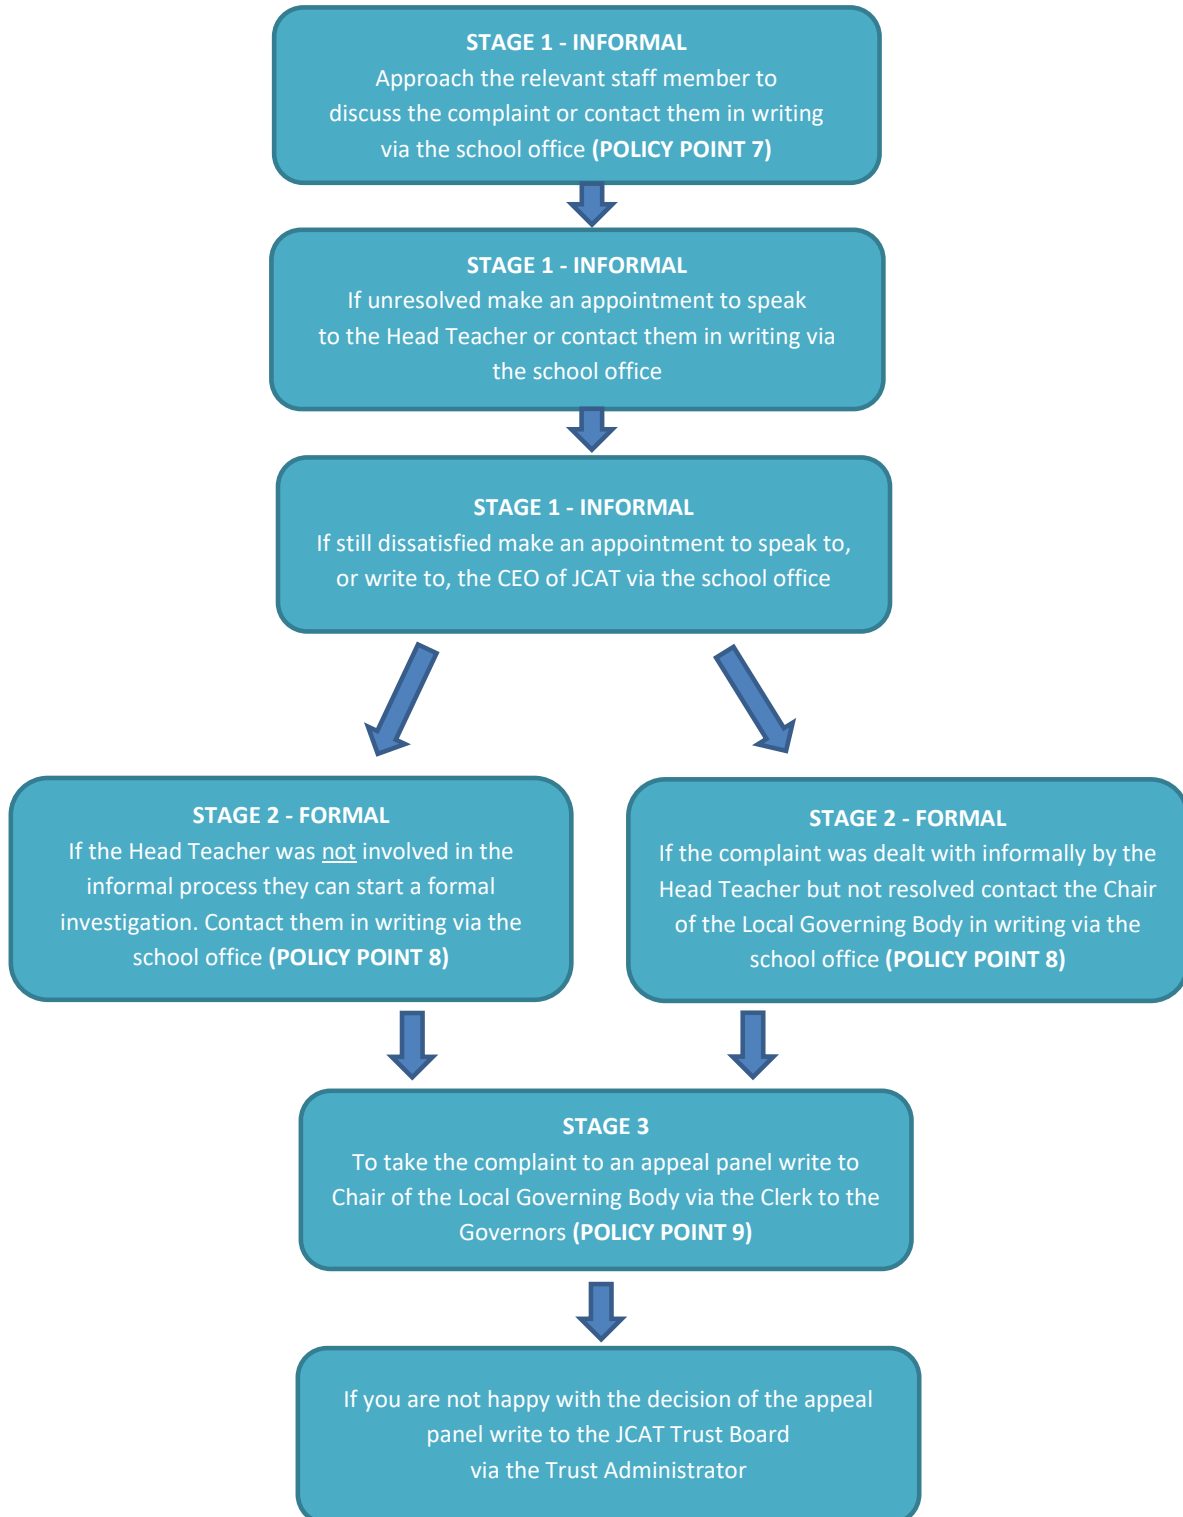 STAGE 1 - INFORMAL
Approach the relevant staff member to
discuss the complaint or contact them in writing
via the school office (POLICY POINT 7)
STAGE 1 - INFORMAL
If unresolved make an appointment to speak
to the Head Teacher or contact them in writing via
the school office
STAGE 1 - INFORMAL
If still dissatisfied make an appointment to speak to,
or write to, the CEO of JCAT via the school office
STAGE 2 - FORMAL
If the Head Teacher was not involved in the
informal process they can start a formal
investigation. Contact them in writing via the
school office (POLICY POINT 8)
STAGE 2 - FORMAL
If the complaint was dealt with informally by the
Head Teacher but not resolved contact the Chair
of the Local Governing Body in writing via the
school office (POLICY POINT 8)
STAGE 3
To take the complaint to an appeal panel write to
Chair of the Local Governing Body via the Clerk to the
Governors (POLICY POINT 9)
If you are not happy with the decision of the appeal
panel write to the JCAT Trust Board
via the Trust Administrator